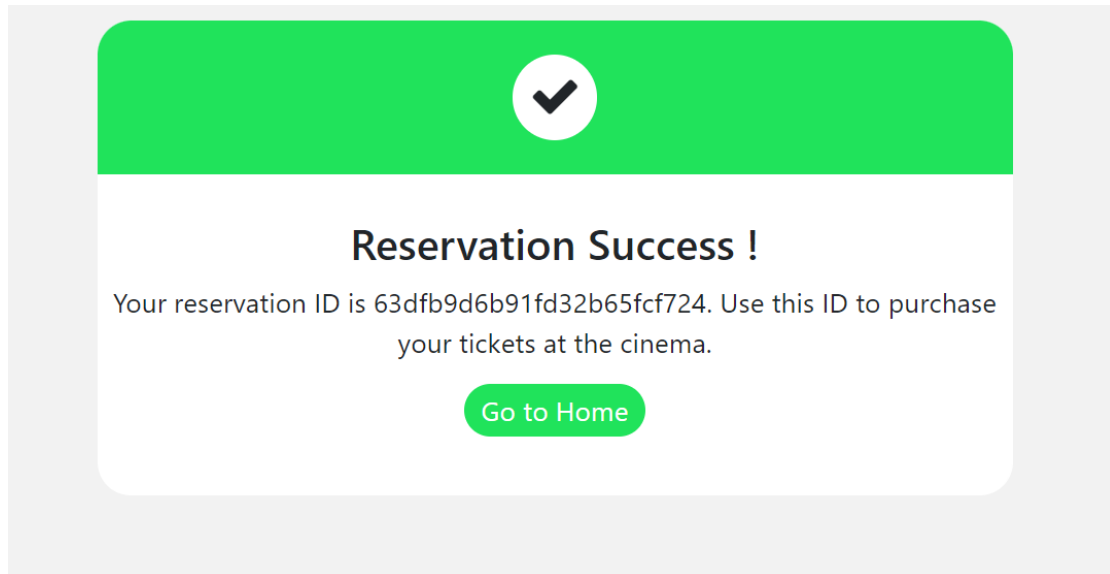 Reservation Success !
Your reservation ID is 63dfb9d6b91fd32b65fcf724. Use this ID to purchase
your tickets at the cinema.
Go to Home